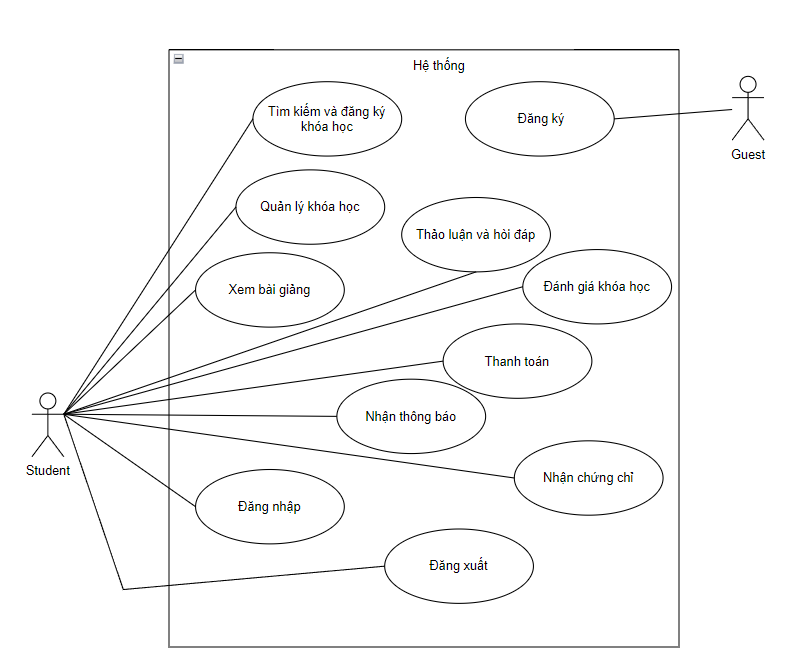 Hệ thống
Tìm kiếm và đăng ký
khóa học
Đăng ký
Guest
Quản lý khóa học
Thảo luận và hỏi đáp
Xem bài giảng
Đánh giá khóa học
Thanh toán
Nhận thông báo
Student
Nhận chứng chỉ
Đăng nhập
Đăng xuất